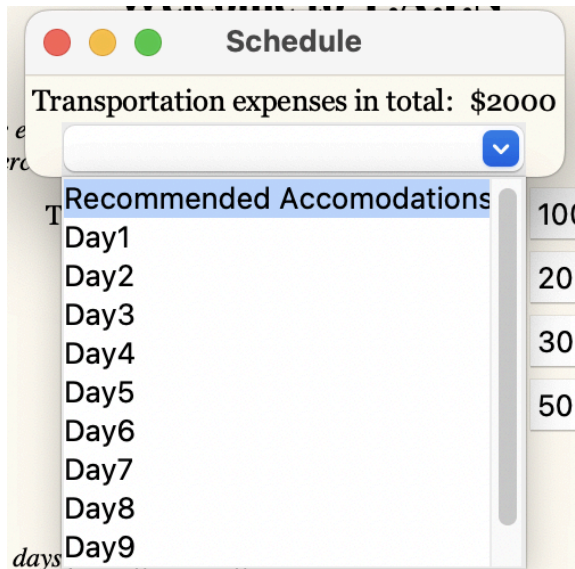 Schedule
Transportation expenses in total: $2000
Recommended Accomodations
Day1
Day2
Day3
Day4
Day5
Day6
Day7
Day8
Day9
20
30
50
days